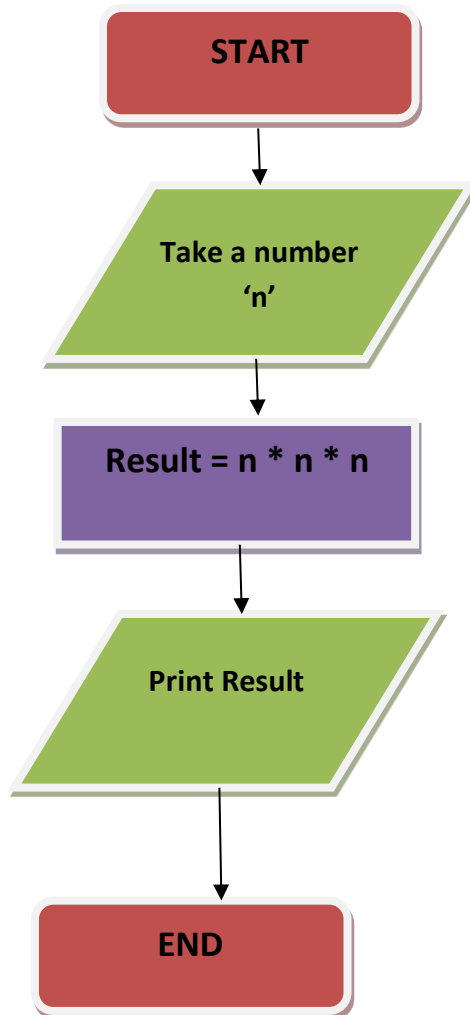 START
Take a number
‘n’
Result = n * n * n
Print Result
END